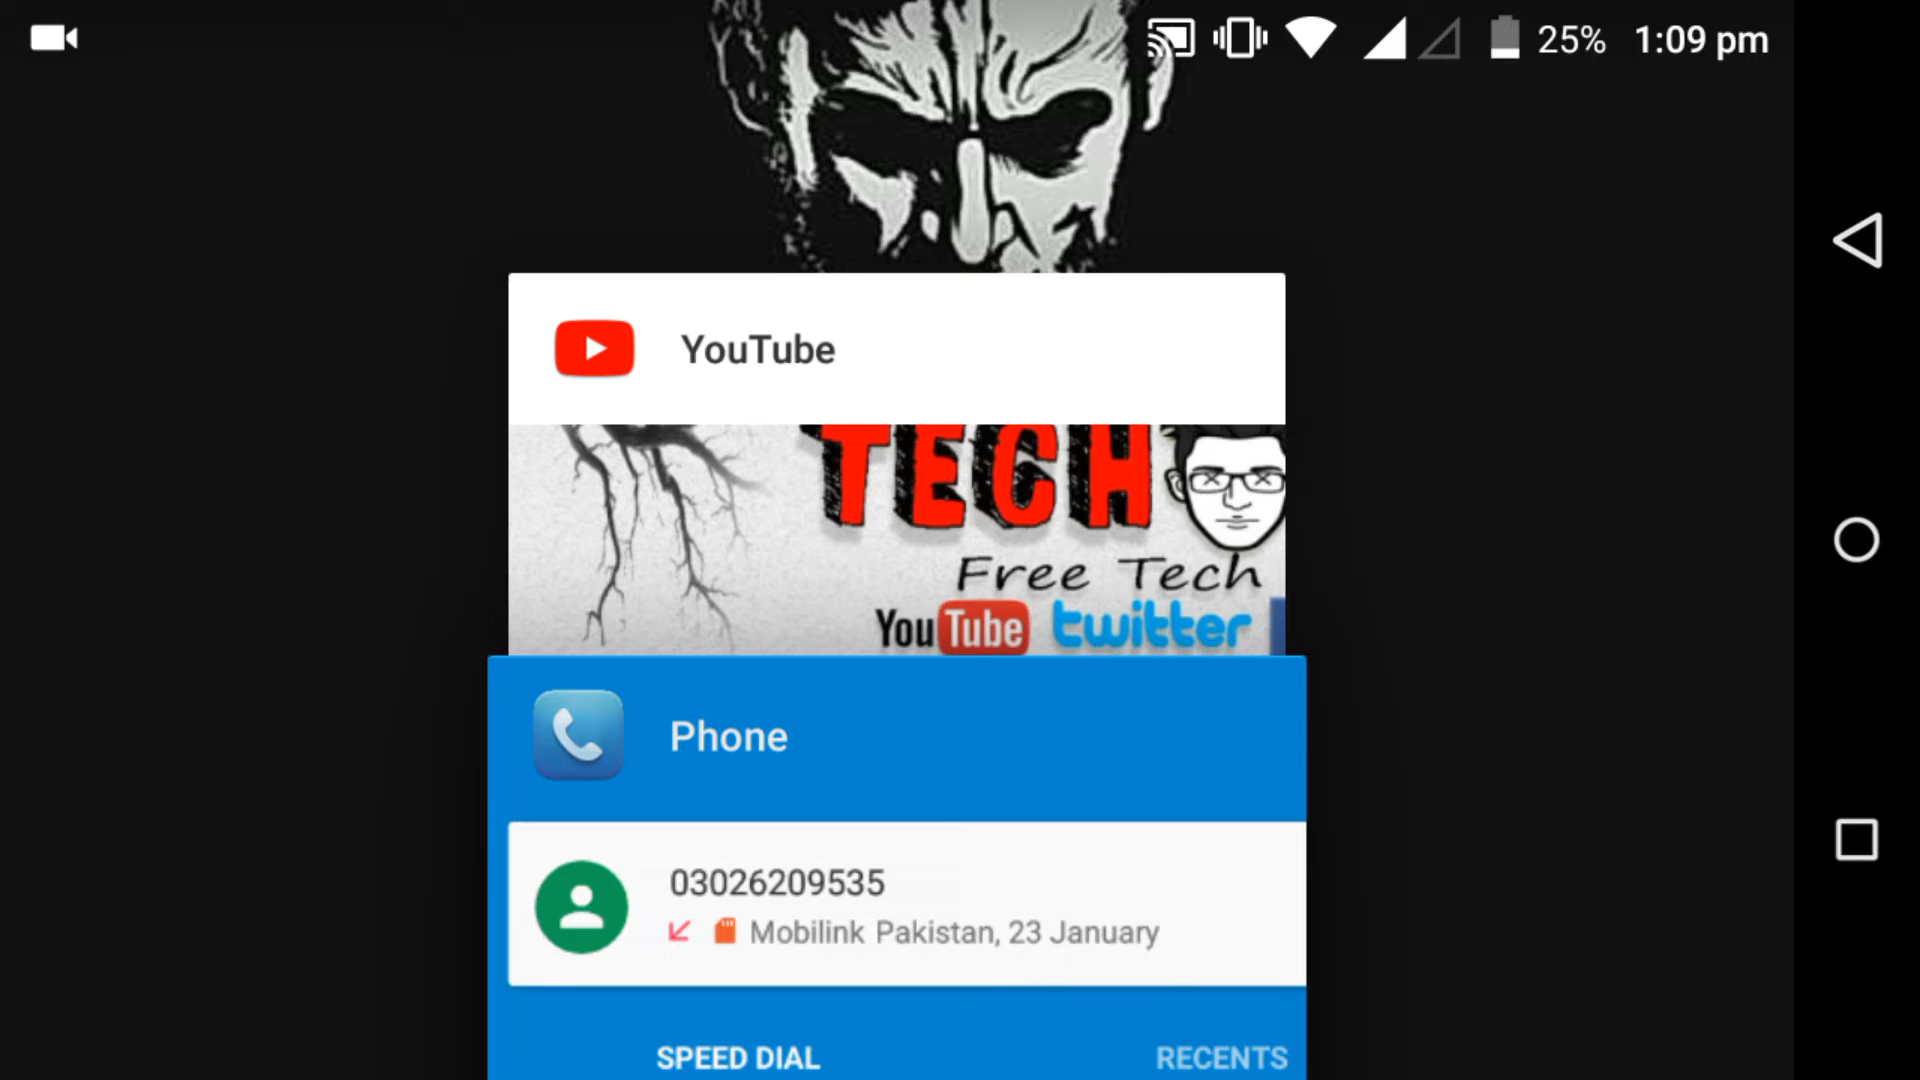 25% 1:09 pm
YouTube
TECH
Free Tech
YouTube twitter
Phone
03026209535
Mobilink Pakistan, 23 January
SPEED DIAL RECENTS